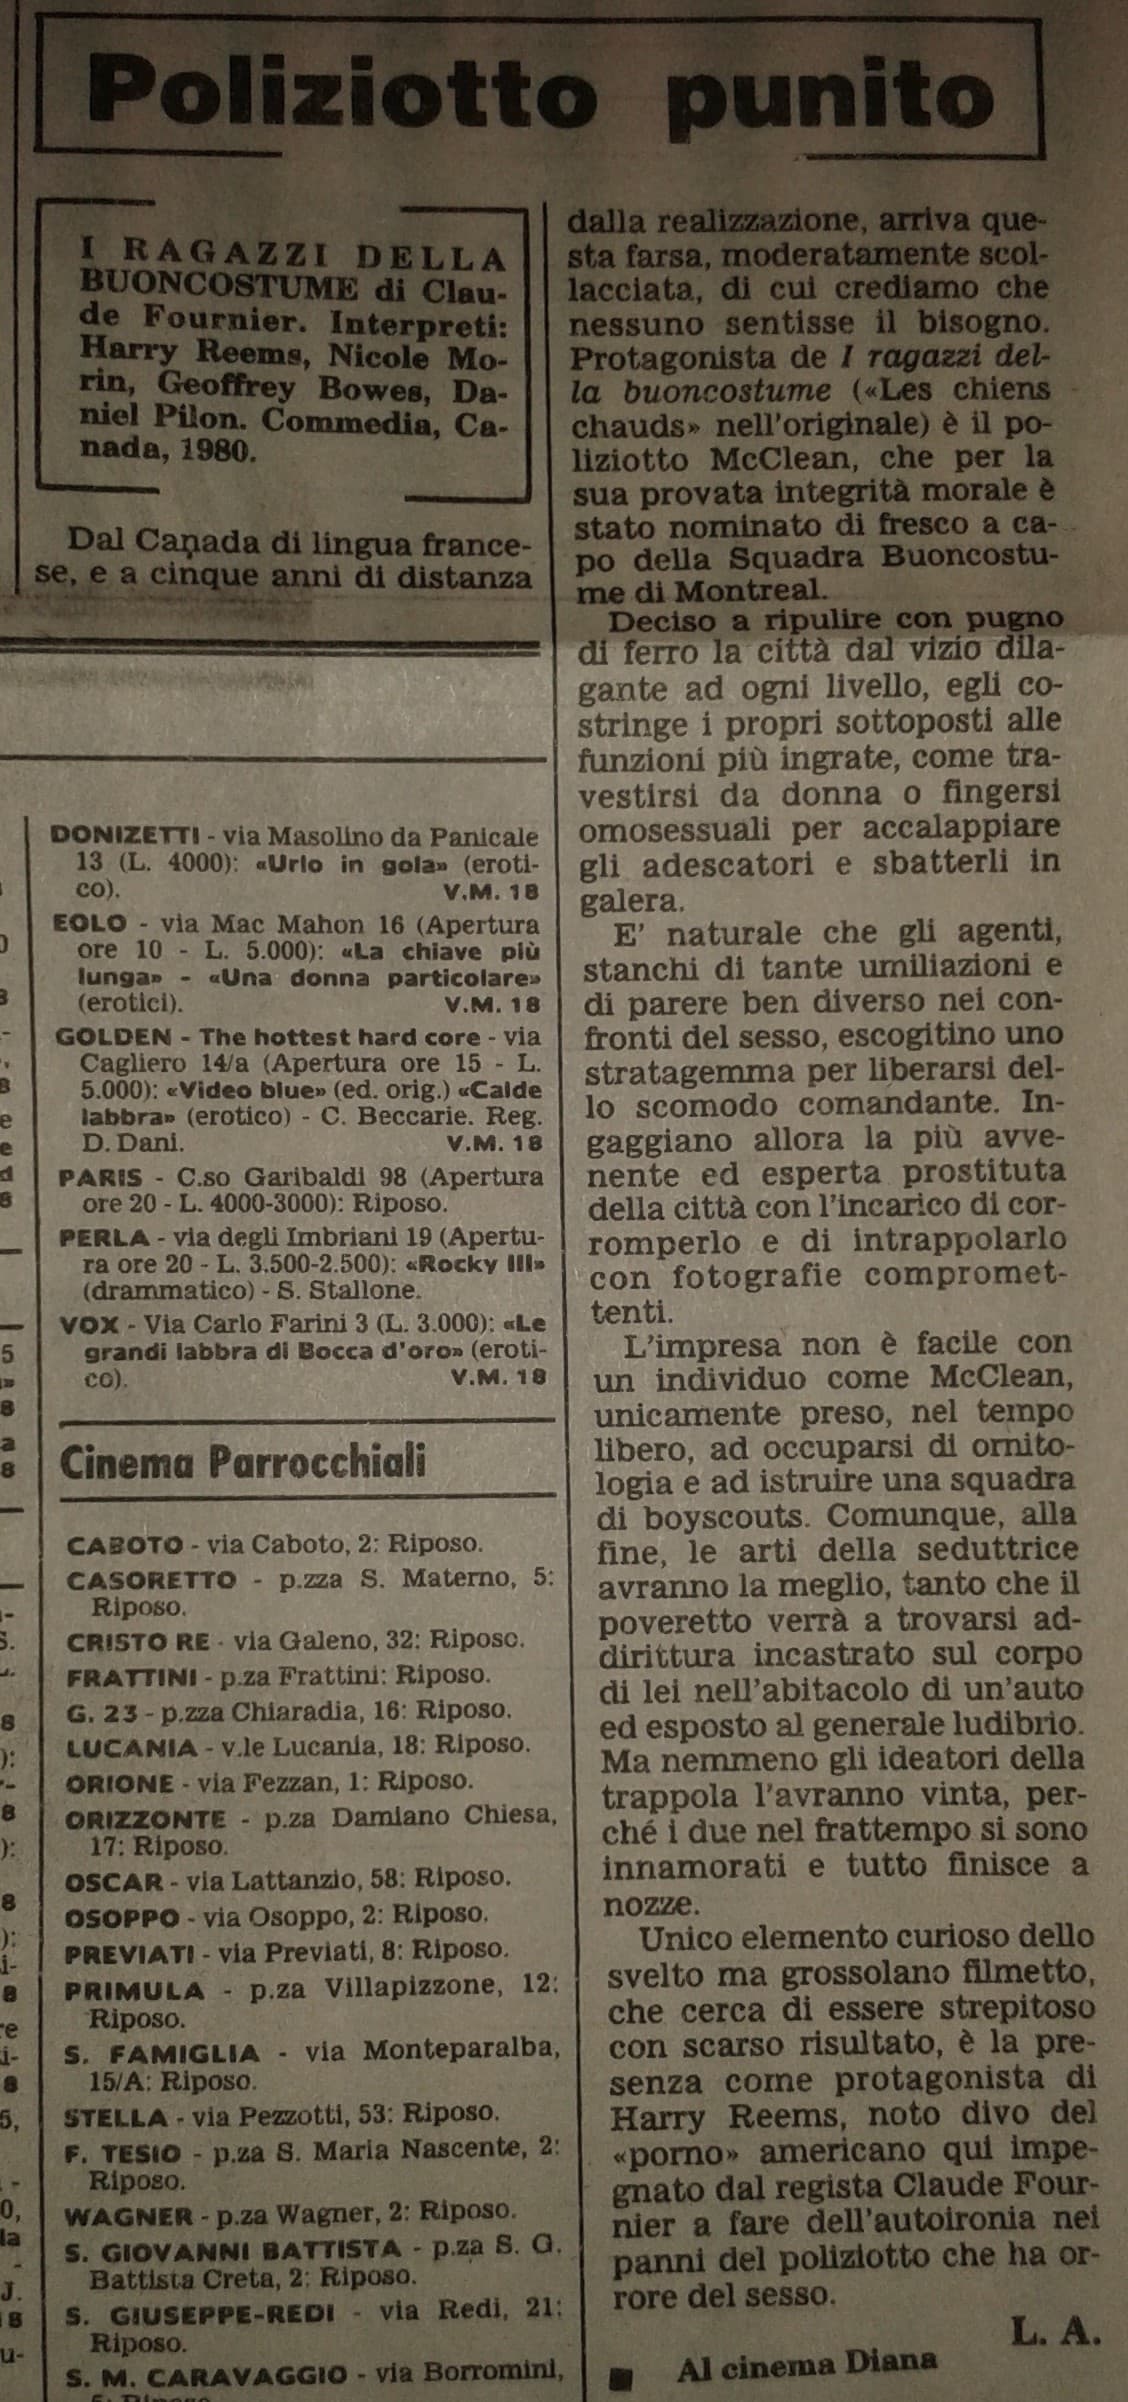 Poliziotto punito
I RAGAZZI DELLA
BUONCOSTUME di Clau-
de Fournier. Interpreti:
Harry Reems, Nicole Mo-
rin, Geoffrey Bowes, Da-
niel Pilon. Commedia, Ca-
nada, 1980.
Dal Canada di lingua france-
se, e a cinque anni di distanza
dalla realizzazione, arriva que-
sta farsa, moderatamente scol-
lacciata, di cui crediamo che
nessuno sentisse il bisogno.
Protagonista de I ragazzi del-
la buoncostume («Les chiens
chauds» nell'originale) è il po-
liziotto McClean, che per la
sua provata integrità morale è
stato nominato di fresco a ca-
po della Squadra Buoncostu-
me di Montreal.
Deciso a ripulire con pugno
di ferro la città dal vizio dila-
gante ad ogni livello, egli co-
stringe i propri sottoposti alle
funzioni più ingrate, come tra-
vestirsi da donna o fingersi
omosessuali per accalappiare
gli adescatori e sbatterli in
galera.
E' naturale che gli agenti,
stanchi di tante umiliazioni e
di parere ben diverso nei con-
fronti del sesso, escogitino uno
stratagemma per liberarsi del-
lo scomodo comandante. In-
gaggiano allora la più avve-
nente ed esperta prostituta
della città con l'incarico di cor-
romperlo e di intrappolarlo
con fotografie compromet-
tenti.
L'impresa non è facile con
un individuo come McClean,
unicamente preso, nel tempo
libero, ad occuparsi di ornito-
logia e ad istruire una squadra
di boyscouts. Comunque, alla
fine, le arti della seduttrice
avranno la meglio, tanto che il
poveretto verrà a trovarsi ad-
dirittura incastrato sul corpo
di lei nell'abitacolo di un'auto
ed esposto al generale ludibrio.
Ma nemmeno gli ideatori della
trappola l'avranno vinta, per-
ché i due nel frattempo si sono
innamorati e tutto finisce a
nozze.
Unico elemento curioso dello
svelto ma grossolano filmetto,
che cerca di essere strepitoso
con scarso risultato, è la pre-
senza come protagonista di
Harry Reems, noto divo del
«porno» americano qui impe-
gnato dal regista Claude Four-
nier a fare dell'autoironia nei
panni del poliziotto che ha or-
rore del sesso.
L. A.
■ Al cinema Diana
DONIZETTI - via Masolino da Panicale
13 (L. 4000): «Urlo in gola» (eroti-
co). V.M. 18
EOLO - via Mac Mahon 16 (Apertura
ore 10 - L. 5.000): «La chiave più
lunga» - «Una donna particolare»
(erotici). V.M. 18
GOLDEN - The hottest hard core - via
Cagliero 14/a (Apertura ore 15 - L.
5.000): «Video blue» (ed. orig.) «Calde
labbra» (erotico) - C. Beccarie. Reg.
D. Dani. V.M. 18
PARIS - C.so Garibaldi 98 (Apertura
ore 20 - L. 4000-3000): Riposo.
PERLA - via degli Imbriani 19 (Apertu-
ra ore 20 - L. 3.500-2.500): «Rocky III»
(drammatico) - S. Stallone.
VOX - Via Carlo Farini 3 (L. 3.000): «Le
grandi labbra di Bocca d'oro» (eroti-
co). V.M. 18
Cinema Parrocchiali
CABOTO - via Caboto, 2: Riposo.
CASORETTO - p.zza S. Materno, 5:
Riposo.
CRISTO RE - via Galeno, 32: Riposo.
FRATTINI - p.za Frattini: Riposo.
G. 23 - p.zza Chiaradia, 16: Riposo.
LUCANIA - v.le Lucania, 18: Riposo.
ORIONE - via Fezzan, 1: Riposo.
ORIZZONTE - p.za Damiano Chiesa,
17: Riposo.
OSCAR - via Lattanzio, 58: Riposo.
OSOPPO - via Osoppo, 2: Riposo.
PREVIATI - via Previati, 8: Riposo.
PRIMULA - p.za Villapizzone, 12:
Riposo.
S. FAMIGLIA - via Monteparalba,
15/A: Riposo.
STELLA - via Pezzotti, 53: Riposo.
F. TESIO - p.za S. Maria Nascente, 2:
Riposo.
WAGNER - p.za Wagner, 2: Riposo.
S. GIOVANNI BATTISTA - p.za S. G.
Battista Creta, 2: Riposo.
S. GIUSEPPE-REDI - via Redi, 21:
Riposo.
S. M. CARAVAGGIO - via Borromini,